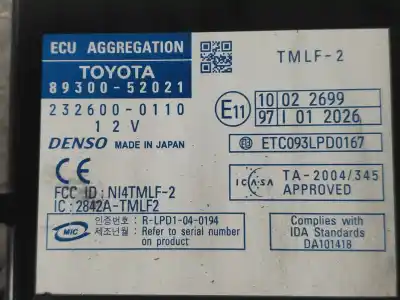 ECU AGGREGATION
TMLF-2
TOYOTA
89300-52021
232600-0110
12V
DENSO MADE IN JAPAN
E11
10 02 2699
97 I 01 2026
ETC093LPD0167
CE
FCC ID : NI4TMLF-2
IC : 2842A-TMLF2
ICASA
TA-2004/345
APPROVED
MIC
인증번호 : R-LPD1-04-0194
제조년월 : Refer to serial number
on product
Complies with
IDA Standards
DA101418